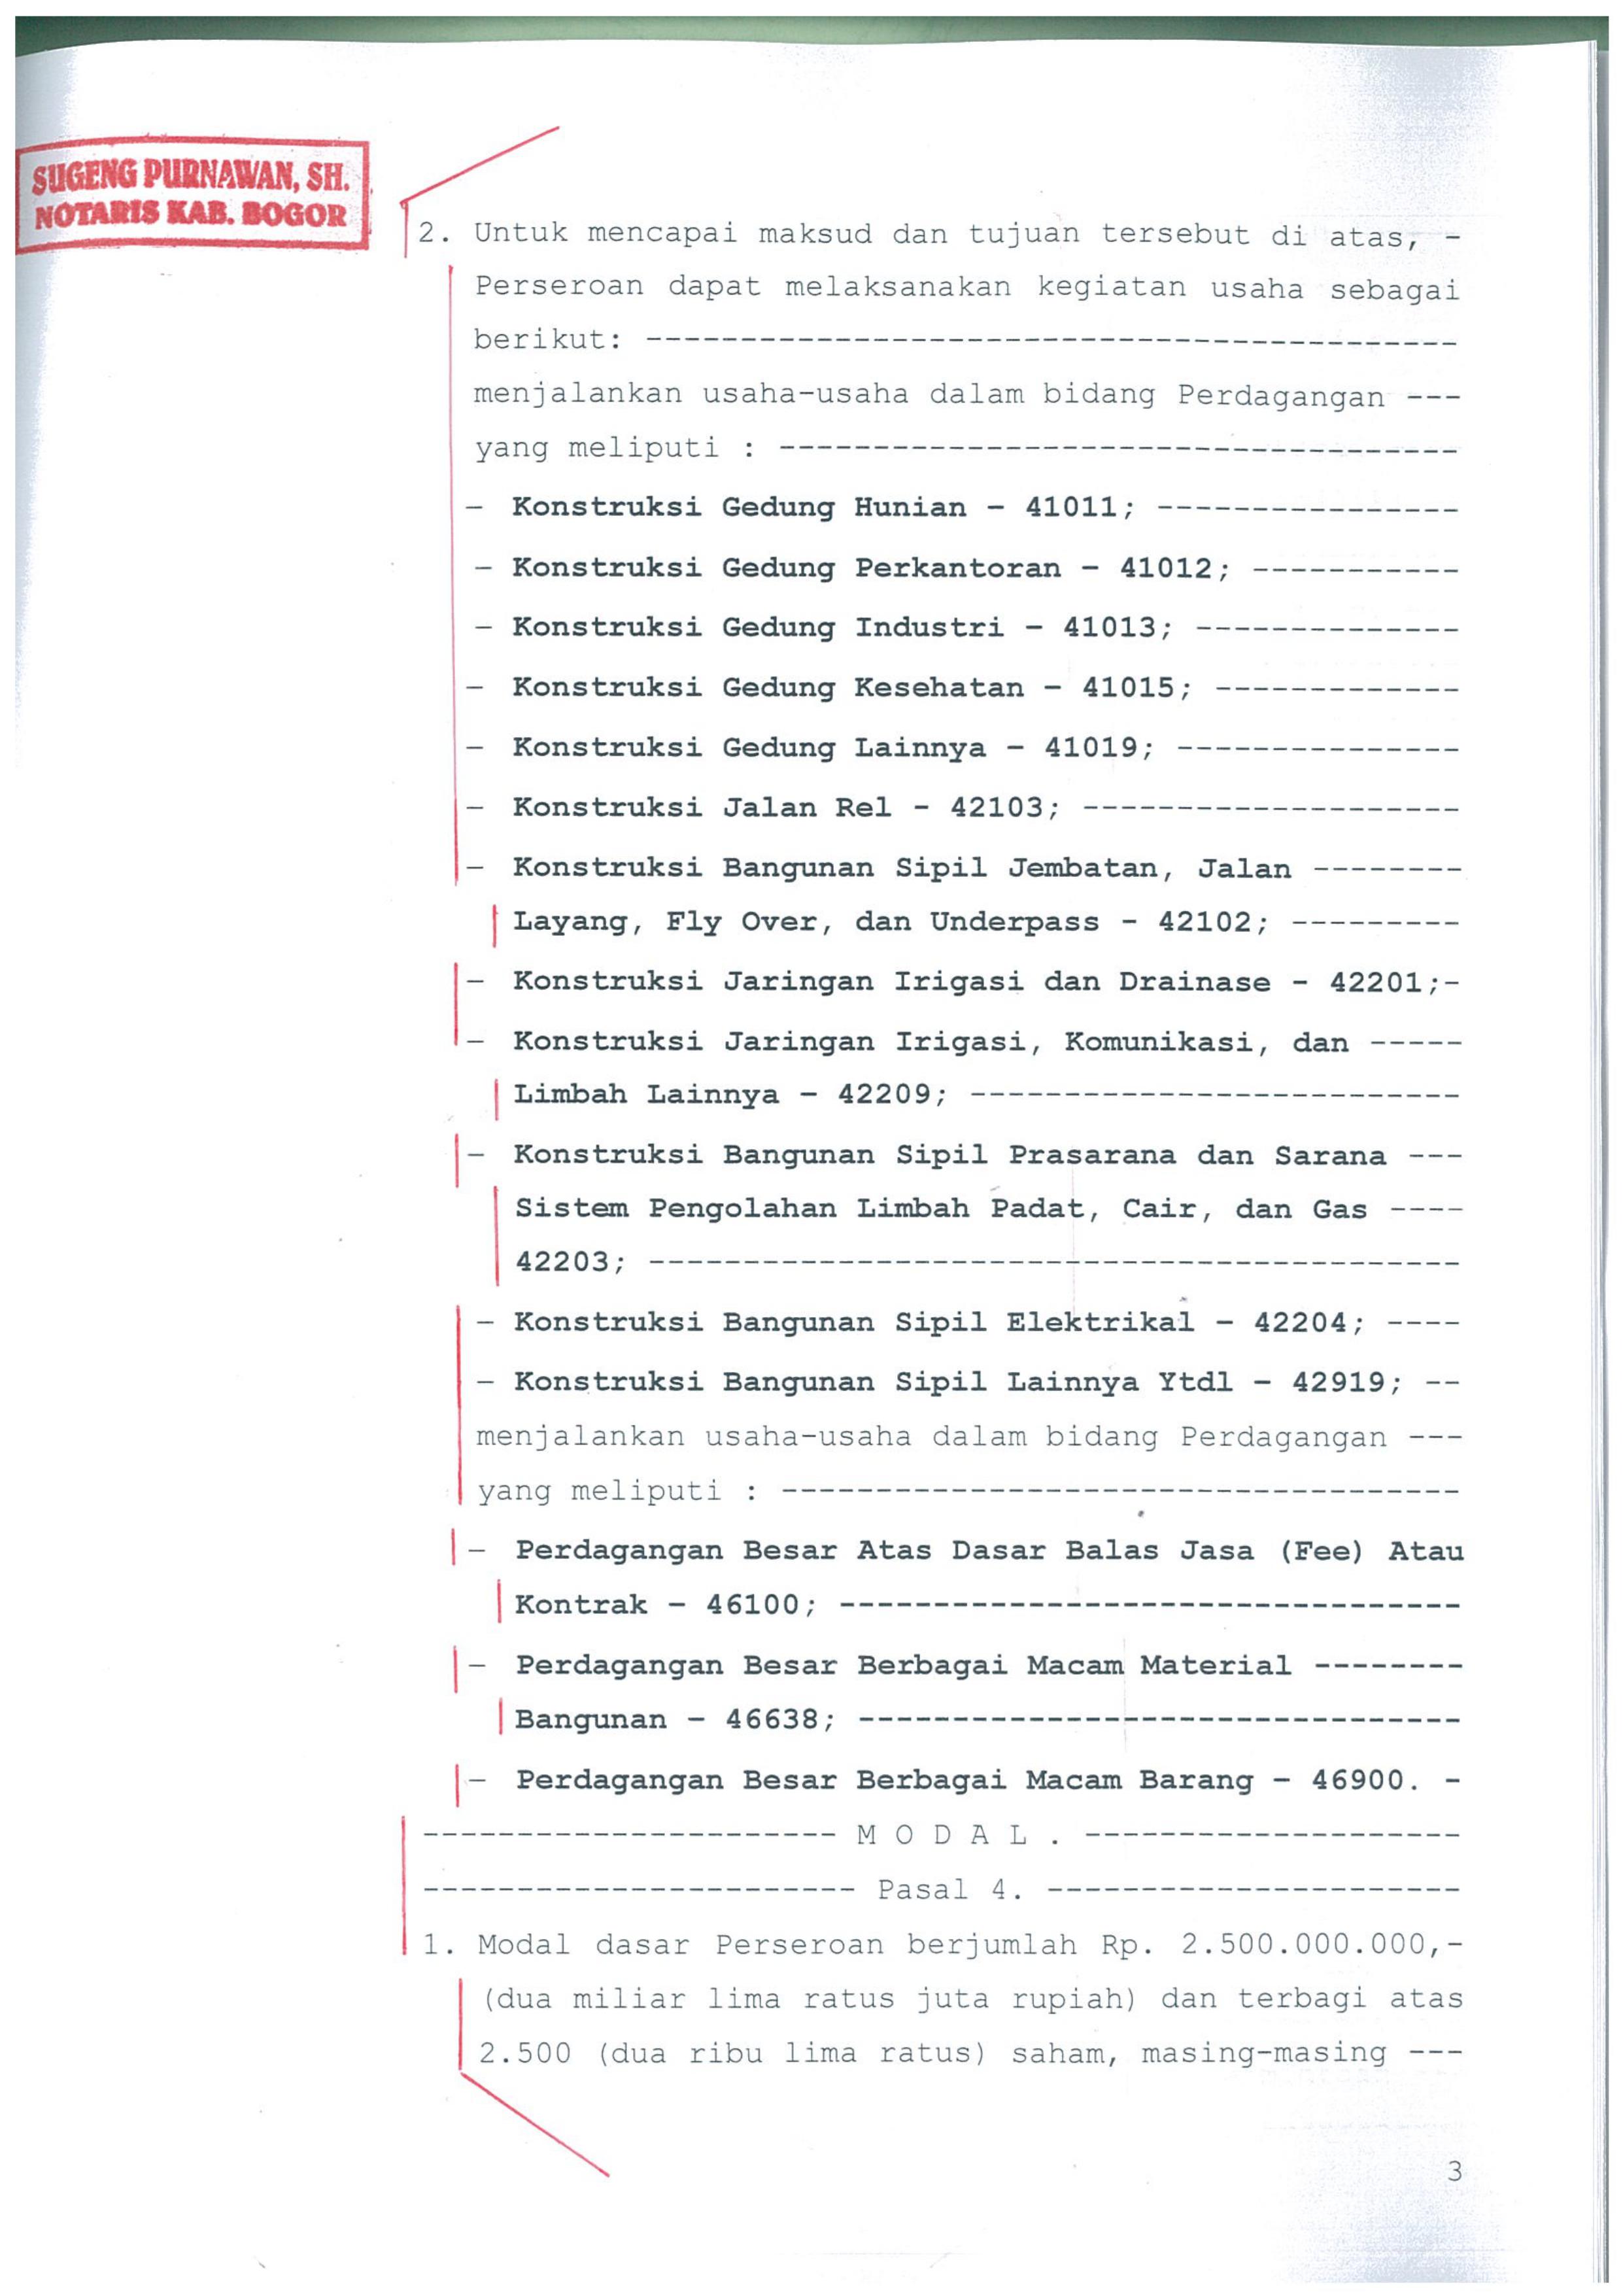 SUGENG PURNAWAN, SH.
NOTARIS KAB. BOGOR
2. Untuk mencapai maksud dan tujuan tersebut di atas, -
Perseroan dapat melaksanakan kegiatan usaha sebagai
berikut: -------------------------------------------
menjalankan usaha-usaha dalam bidang Perdagangan ---
yang meliputi : ------------------------------------
- Konstruksi Gedung Hunian - 41011; ----------------
- Konstruksi Gedung Perkantoran - 41012; -----------
- Konstruksi Gedung Industri - 41013; --------------
- Konstruksi Gedung Kesehatan - 41015; -------------
- Konstruksi Gedung Lainnya - 41019; ---------------
- Konstruksi Jalan Rel - 42103; --------------------
- Konstruksi Bangunan Sipil Jembatan, Jalan --------
Layang, Fly Over, dan Underpass - 42102; ---------
- Konstruksi Jaringan Irigasi dan Drainase - 42201;-
- Konstruksi Jaringan Irigasi, Komunikasi, dan -----
Limbah Lainnya - 42209; --------------------------
- Konstruksi Bangunan Sipil Prasarana dan Sarana ---
Sistem Pengolahan Limbah Padat, Cair, dan Gas ----
42203; -------------------------------------------
- Konstruksi Bangunan Sipil Elektrikal - 42204; ----
- Konstruksi Bangunan Sipil Lainnya Ytdl - 42919; --
menjalankan usaha-usaha dalam bidang Perdagangan ---
yang meliputi : ------------------------------------
- Perdagangan Besar Atas Dasar Balas Jasa (Fee) Atau
Kontrak - 46100; ---------------------------------
- Perdagangan Besar Berbagai Macam Material --------
Bangunan - 46638; --------------------------------
- Perdagangan Besar Berbagai Macam Barang - 46900. -
---------------------- M O D A L . --------------------
----------------------- Pasal 4. ----------------------
1. Modal dasar Perseroan berjumlah Rp. 2.500.000.000,-
(dua miliar lima ratus juta rupiah) dan terbagi atas
2.500 (dua ribu lima ratus) saham, masing-masing ---
3